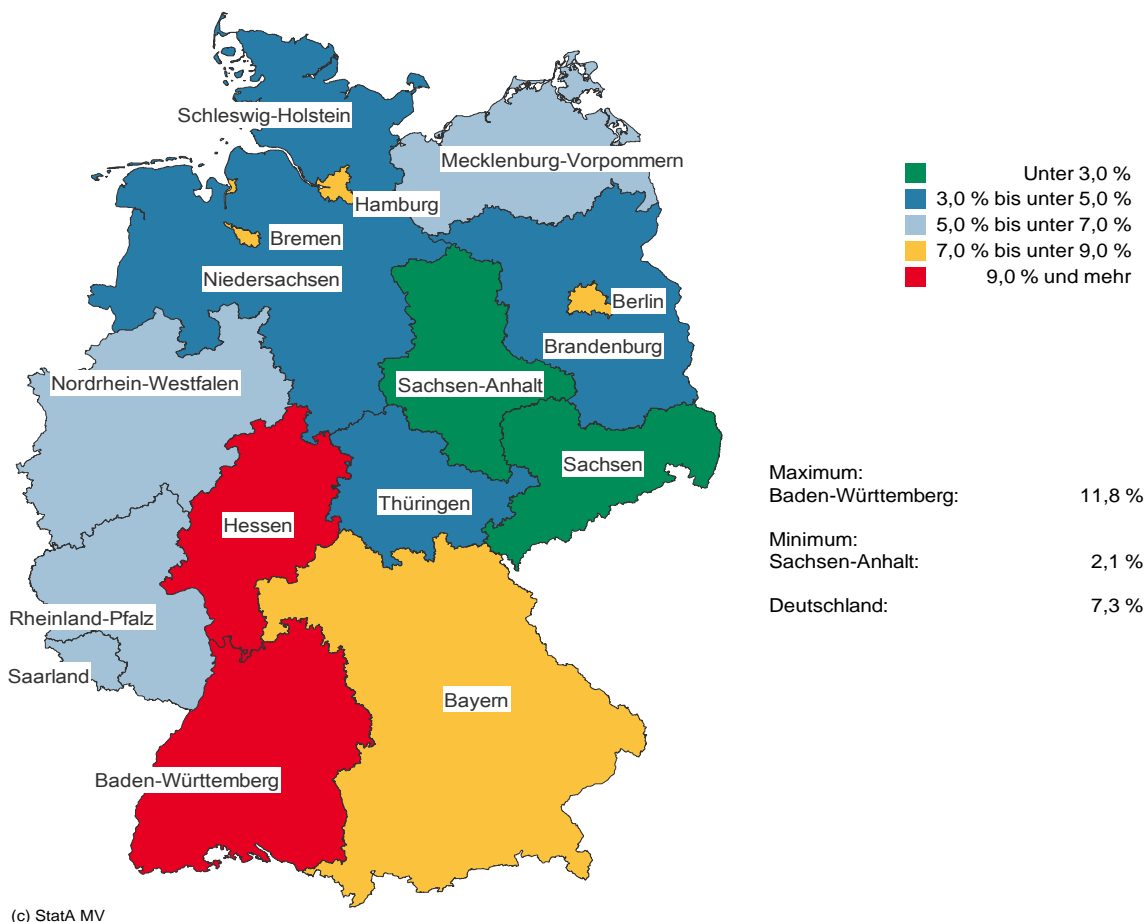 Schleswig-Holstein
Mecklenburg-Vorpommern
Hamburg
Bremen
Niedersachsen
Berlin
Brandenburg
Nordrhein-Westfalen
Sachsen-Anhalt
Sachsen
Thüringen
Hessen
Rheinland-Pfalz
Saarland
Bayern
Baden-Württemberg
Unter 3,0 %
3,0 % bis unter 5,0 %
5,0 % bis unter 7,0 %
7,0 % bis unter 9,0 %
9,0 % und mehr
Maximum:
Baden-Württemberg: 11,8 %
Minimum:
Sachsen-Anhalt: 2,1 %
Deutschland: 7,3 %
(c) StatA MV